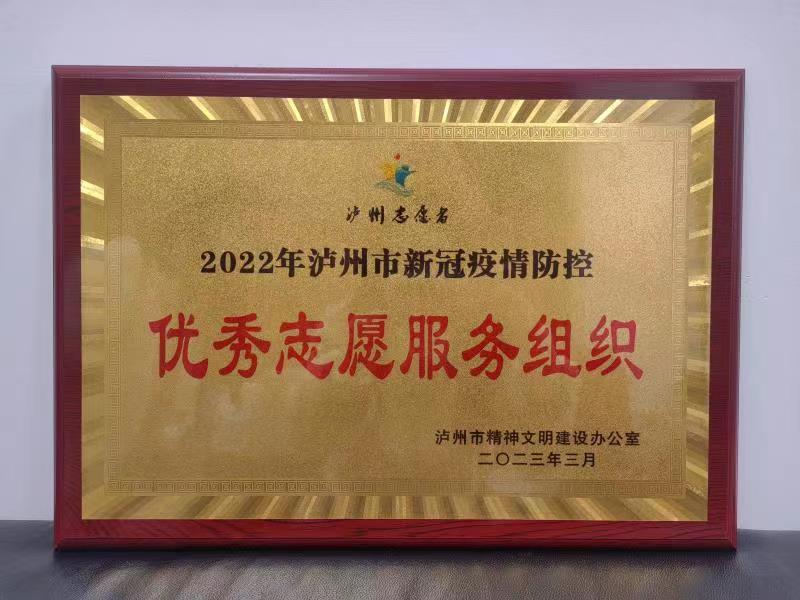 泸州志愿者
2022年泸州市新冠疫情防控
优秀志愿服务组织
泸州市精神文明建设办公室
二〇二三年三月